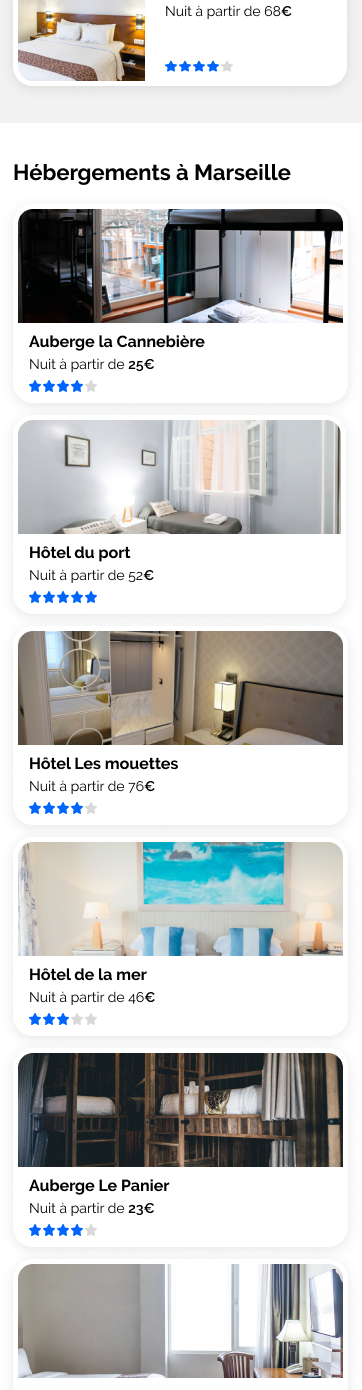 Nuit à partir de 68€
Hébergements à Marseille
Auberge la Cannebière
Nuit à partir de 25€
Hôtel du port
Nuit à partir de 52€
Hôtel Les mouettes
Nuit à partir de 76€
Hôtel de la mer
Nuit à partir de 46€
Auberge Le Panier
Nuit à partir de 23€